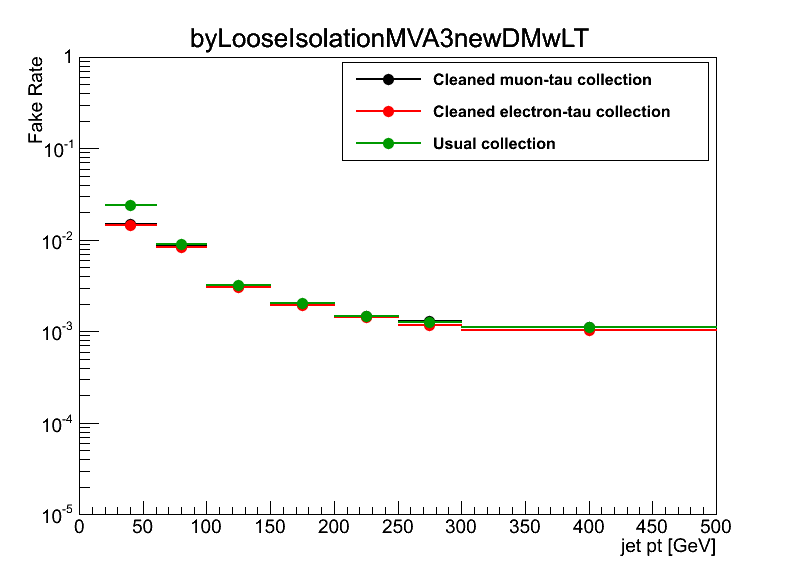 byLooseIsolationMVA3newDMwLT
Fake Rate
Cleaned muon-tau collection
Cleaned electron-tau collection
Usual collection
1
10⁻¹
10⁻²
10⁻³
10⁻⁴
10⁻⁵
0 50 100 150 200 250 300 350 400 450 500
jet pt [GeV]